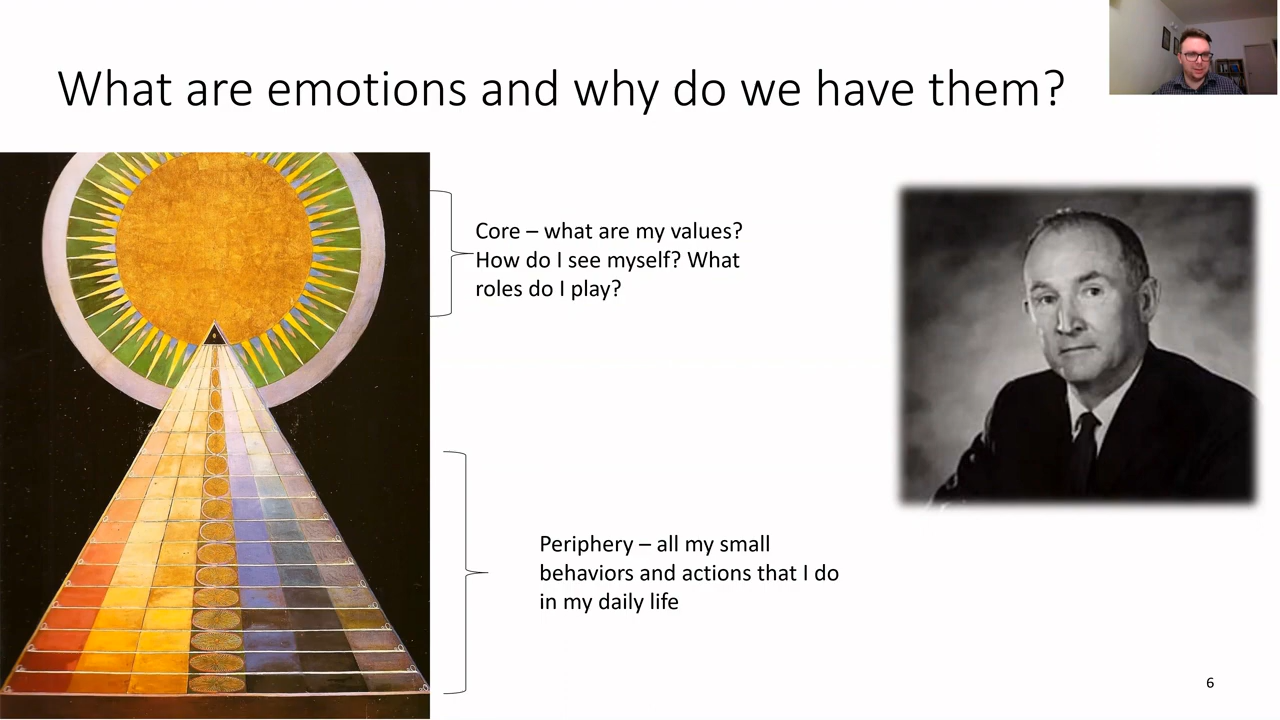 What are emotions and why do we have them?
Core – what are my values?
How do I see myself? What
roles do I play?
Periphery – all my small
behaviors and actions that I do
in my daily life
6